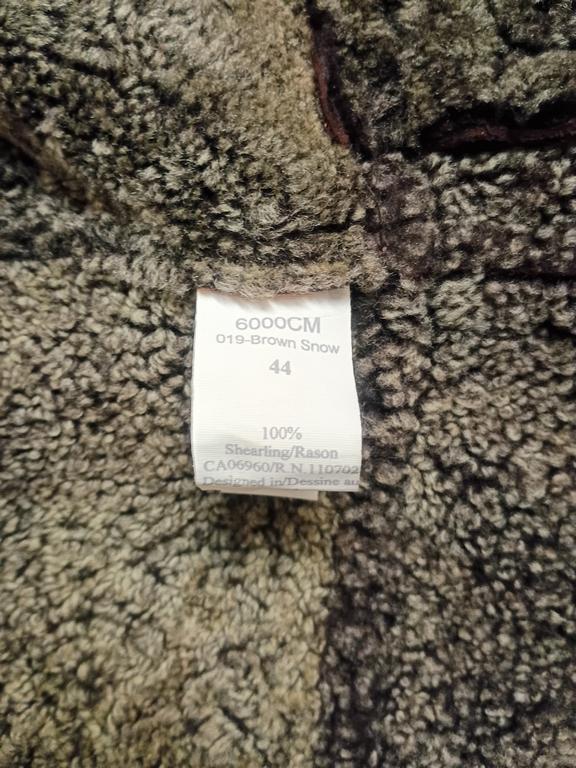 6000CM
019-Brown Snow
44
100%
Shearling/Rason
CA06960/R.N.110702
Designed in/Dessine au